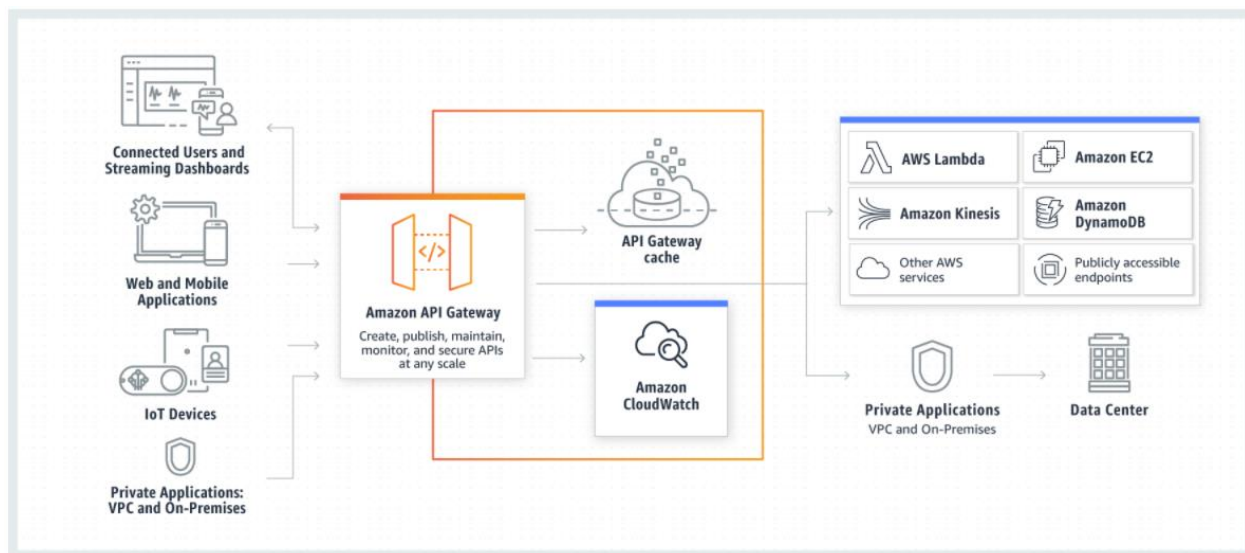 Connected Users and
Streaming Dashboards
Web and Mobile
Applications
IoT Devices
Private Applications:
VPC and On-Premises
</>
Amazon API Gateway
Create, publish, maintain,
monitor, and secure APIs
at any scale
API Gateway
cache
Amazon
CloudWatch
AWS Lambda
Amazon EC2
Amazon Kinesis
Amazon
DynamoDB
Other AWS
services
Publicly accessible
endpoints
Private Applications
VPC and On-Premises
Data Center